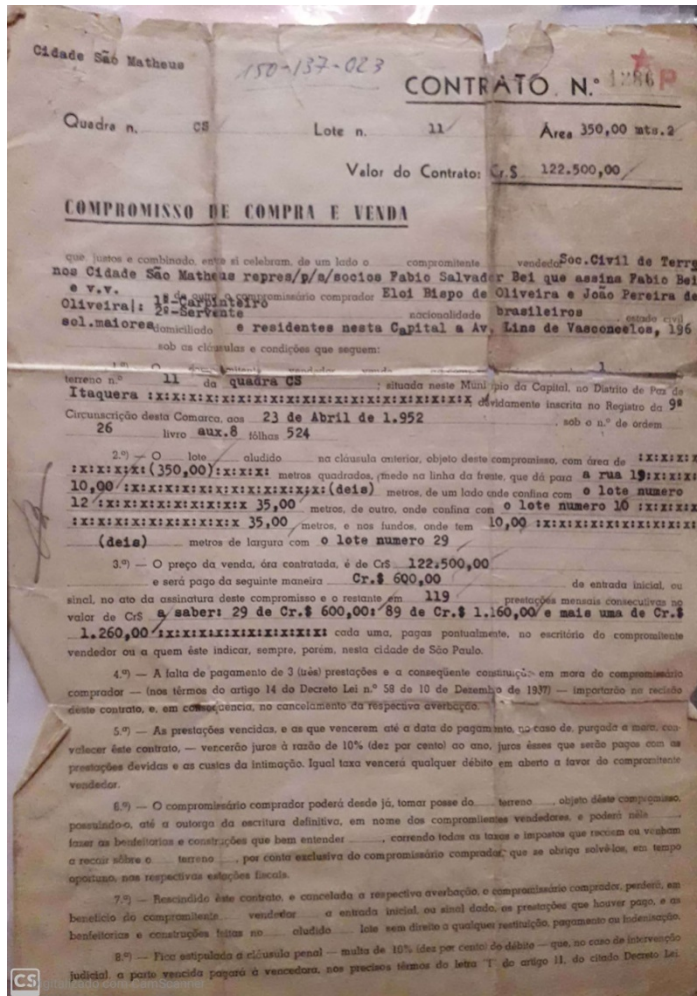 Cidade São Matheus
150-137-023
CONTRATO N.º 1286 P
Quadra n. CS Lote n. 11 Área 350,00 mts.2
Valor do Contrato: Cr.$ 122.500,00
COMPROMISSO DE COMPRA E VENDA
que, justos e combinado, entre si celebram, de um lado o compromitente vendedor Soc.Civil de Terre
nos Cidade São Matheus repres/p/s/socios Fabio Salvador Bei que assina Fabio Bei
e v.v. de outro o compromissário comprador Eloi Bispo de Oliveira e João Pereira de
Oliveira|: 1º-Carpinteiro
2º-Servente nacionalidade brasileiros estado civil
sol.maiores domiciliado e residentes nesta Capital a Av. Lins de Vasconcelos, 196
sob as cláusulas e condições que seguem:
1.ª) — O compromitente vendedor
terreno n.º 11 da quadra CS situada neste Município da Capital, no Distrito de Paz de
Itaquera :x:x:x:x:x:x:x:x:x:x:x:x:x:x:x:x:x:x:x devidamente inscrita no Registro da 9ª
Circunscrição desta Comarca, aos 23 de Abril de 1.952 sob o n.º de ordem
26 livro aux.8 fôlhas 524
2.ª) — O lote aludido na cláusula anterior, objeto deste compromisso, com área de :x:x:x:x
:x:x:x:x:(350,00):x:x:x: metros quadrados, mede na linha da frente, que dá para a rua 19:x:x:x:x
10,00 :x:x:x:x:x:x:x:x:x:x:x:(deis) metros, de um lado onde confina com o lote numero
12 :x:x:x:x:x:x:x:x 35,00 metros, de outro, onde confina com o lote numero 10 :x:x:x:x
:x:x:x:x:x:x:x:x:x 35,00 metros, e nos fundos, onde tem 10,00 :x:x:x:x:x:x:x:x:x
(deis) metros de largura com o lote numero 29
3.ª) — O preço da venda, óra contratada, é de Cr$ 122.500,00
e será pago da seguinte maneira Cr.$ 600,00 de entrada inicial, ou
sinal, no ato da assinatura deste compromisso e o restante em 119 prestações mensais consecutivas no
valor de Cr$ a saber: 29 de Cr.$ 600,00: 89 de Cr.$ 1.160,00 e mais uma de Cr.$
1.260,00 :x:x:x:x:x:x:x:x:x:x: cada uma, pagas pontualmente, no escritório do compromitente
vendedor ou a quem êste indicar, sempre, porém, nesta cidade de São Paulo.
4.ª) — A falta de pagamento de 3 (três) prestações e a conseqüente constituição em mora do compromissário
comprador — (nos têrmos do artigo 14 do Decreto Lei n.º 58 de 10 de Dezembro de 1937) — importarão na recisão
dêste contrato, e, em consequência, no cancelamento da respectiva averbação.
5.ª) — As prestações vencidas, e as que vencerem até a data do pagamento, no caso de, purgada a mora, con-
valecer êste contrato, — vencerão juros à razão de 10% (dez por cento) ao ano, juros êsses que serão pagos com as
prestações devidas e as custas da intimação. Igual taxa vencerá qualquer débito em aberto a favor do compromitente
vendedor.
6.ª) — O compromissário comprador poderá desde já, tomar posse do terreno, objeto dêste compromisso,
possuindo-o, até a outorga da escritura definitiva, em nome dos compromitentes vendedores, e poderá nêle
fazer as benfeitorias e construções que bem entender, correndo todas as taxas e impostos que recaiem ou venham
a recair sôbre o terreno, por conta exclusiva do compromissário comprador, que se obriga solvê-los, em tempo
oportuno, nas respectivas estações fiscais.
7.ª) — Rescindido êste contrato, e cancelada a respectiva averbação, o compromissário comprador, perderá, em
benefício do compromitente vendedor a entrada inicial, ou sinal dado, as prestações que houver pago, e as
benfeitorias e construções feitas no aludido lote sem direito a qualquer restituição, pagamento ou indenisação.
8.ª) — Fica estipulada a cláusula penal — multa de 10% (dez por cento) do débito — que, no caso de intervenção
judicial, a parte vencida pagará à vencedora, nos precisos têrmos da letra "f" do artigo 11, do citado Decreto Lei.
CS Digitalizado com CamScanner